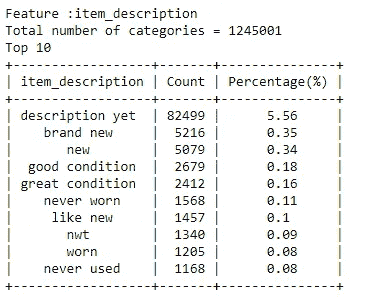 Feature :item_description
Total number of categories = 1245001
Top 10
+------------------+-------+---------------+
| item_description | Count | Percentage(%) |
+------------------+-------+---------------+
| description yet | 82499 | 5.56 |
| brand new | 5216 | 0.35 |
| new | 5079 | 0.34 |
| good condition | 2679 | 0.18 |
| great condition | 2412 | 0.16 |
| never worn | 1568 | 0.11 |
| like new | 1457 | 0.1 |
| nwt | 1340 | 0.09 |
| worn | 1205 | 0.08 |
| never used | 1168 | 0.08 |
+------------------+-------+---------------+